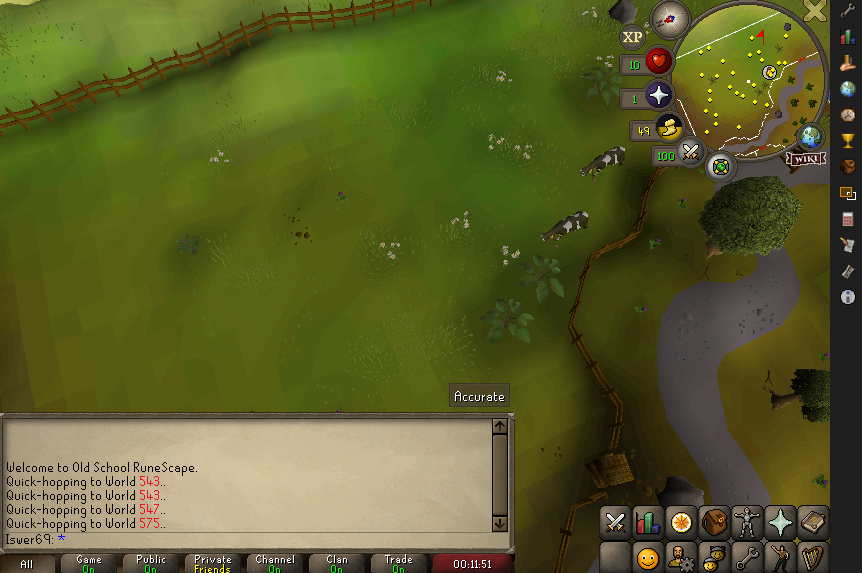 XP
10
1
49
100
WIKI
Accurate
Welcome to Old School RuneScape.
Quick-hopping to World 543..
Quick-hopping to World 543..
Quick-hopping to World 547..
Quick-hopping to World 575..
Iswer69: *
All
Game
On
Public
On
Private
Friends
Channel
On
Clan
On
Trade
On
00:11:51